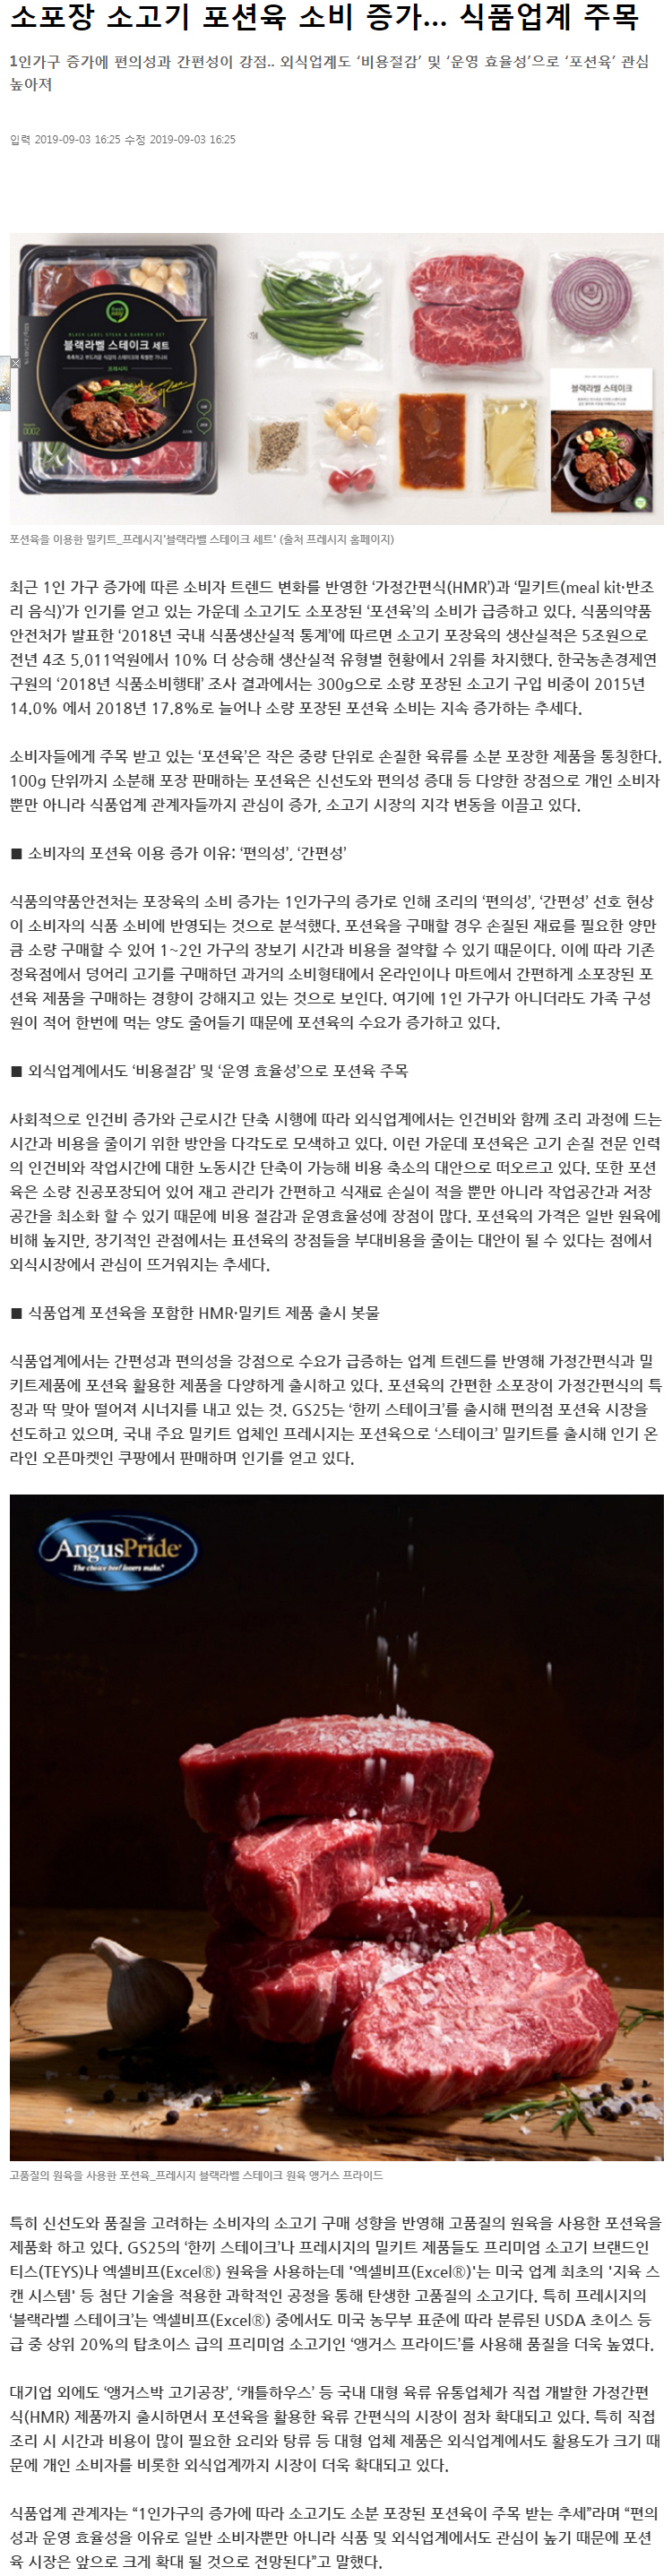 소포장 소고기 포션육 소비 증가... 식품업계 주목
1인가구 증가에 편의성과 간편성이 강점.. 외식업계도 ‘비용절감’ 및 ‘운영 효율성’으로 ‘포션육’ 관심
높아져
입력 2019-09-03 16:25 수정 2019-09-03 16:25
블랙라벨 스테이크 세트
프레시지
블랙라벨 스테이크
포션육을 이용한 밀키트_프레시지'블랙라벨 스테이크 세트' (출처 프레시지 홈페이지)
최근 1인 가구 증가에 따른 소비자 트렌드 변화를 반영한 ‘가정간편식(HMR’)과 ‘밀키트(meal kit·반조
리 음식)’가 인기를 얻고 있는 가운데 소고기도 소포장된 ‘포션육’의 소비가 급증하고 있다. 식품의약품
안전처가 발표한 ‘2018년 국내 식품생산실적 통계’에 따르면 소고기 포장육의 생산실적은 5조원으로
전년 4조 5,011억원에서 10% 더 상승해 생산실적 유형별 현황에서 2위를 차지했다. 한국농촌경제연
구원의 ‘2018년 식품소비행태’ 조사 결과에서는 300g으로 소량 포장된 소고기 구입 비중이 2015년
14.0% 에서 2018년 17.8%로 늘어나 소량 포장된 포션육 소비는 지속 증가하는 추세다.
소비자들에게 주목 받고 있는 ‘포션육’은 작은 중량 단위로 손질한 육류를 소분 포장한 제품을 통칭한다.
100g 단위까지 소분해 포장 판매하는 포션육은 신선도와 편의성 증대 등 다양한 장점으로 개인 소비자
뿐만 아니라 식품업계 관계자들까지 관심이 증가, 소고기 시장의 지각 변동을 이끌고 있다.
■ 소비자의 포션육 이용 증가 이유: ‘편의성’, ‘간편성’
식품의약품안전처는 포장육의 소비 증가는 1인가구의 증가로 인해 조리의 ‘편의성’, ‘간편성’ 선호 현상
이 소비자의 식품 소비에 반영되는 것으로 분석했다. 포션육을 구매할 경우 손질된 재료를 필요한 양만
큼 소량 구매할 수 있어 1~2인 가구의 장보기 시간과 비용을 절약할 수 있기 때문이다. 이에 따라 기존
정육점에서 덩어리 고기를 구매하던 과거의 소비형태에서 온라인이나 마트에서 간편하게 소포장된 포
션육 제품을 구매하는 경향이 강해지고 있는 것으로 보인다. 여기에 1인 가구가 아니더라도 가족 구성
원이 적어 한번에 먹는 양도 줄어들기 때문에 포션육의 수요가 증가하고 있다.
■ 외식업계에서도 ‘비용절감’ 및 ‘운영 효율성’으로 포션육 주목
사회적으로 인건비 증가와 근로시간 단축 시행에 따라 외식업계에서는 인건비와 함께 조리 과정에 드는
시간과 비용을 줄이기 위한 방안을 다각도로 모색하고 있다. 이런 가운데 포션육은 고기 손질 전문 인력
의 인건비와 작업시간에 대한 노동시간 단축이 가능해 비용 축소의 대안으로 떠오르고 있다. 또한 포션
육은 소량 진공포장되어 있어 재고 관리가 간편하고 식재료 손실이 적을 뿐만 아니라 작업공간과 저장
공간을 최소화 할 수 있기 때문에 비용 절감과 운영효율성에 장점이 많다. 포션육의 가격은 일반 원육에
비해 높지만, 장기적인 관점에서는 표션육의 장점들을 부대비용을 줄이는 대안이 될 수 있다는 점에서
외식시장에서 관심이 뜨거워지는 추세다.
■ 식품업계 포션육을 포함한 HMR·밀키트 제품 출시 봇물
식품업계에서는 간편성과 편의성을 강점으로 수요가 급증하는 업계 트렌드를 반영해 가정간편식과 밀
키트제품에 포션육 활용한 제품을 다양하게 출시하고 있다. 포션육의 간편한 소포장이 가정간편식의 특
징과 딱 맞아 떨어져 시너지를 내고 있는 것. GS25는 ‘한끼 스테이크’를 출시해 편의점 포션육 시장을
선도하고 있으며, 국내 주요 밀키트 업체인 프레시지는 포션육으로 ‘스테이크’ 밀키트를 출시해 인기 온
라인 오픈마켓인 쿠팡에서 판매하며 인기를 얻고 있다.
AngusPride
The choice beef lovers make.
고품질의 원육을 사용한 포션육_프레시지 블랙라벨 스테이크 원육 앵거스 프라이드
특히 신선도와 품질을 고려하는 소비자의 소고기 구매 성향을 반영해 고품질의 원육을 사용한 포션육을
제품화 하고 있다. GS25의 ‘한끼 스테이크’나 프레시지의 밀키트 제품들도 프리미엄 소고기 브랜드인
티스(TEYS)나 엑셀비프(Excel®) 원육을 사용하는데 '엑셀비프(Excel®)'는 미국 업계 최초의 '지육 스
캔 시스템' 등 첨단 기술을 적용한 과학적인 공정을 통해 탄생한 고품질의 소고기다. 특히 프레시지의
‘블랙라벨 스테이크’는 엑셀비프(Excel®) 중에서도 미국 농무부 표준에 따라 분류된 USDA 초이스 등
급 중 상위 20%의 탑초이스 급의 프리미엄 소고기인 ‘앵거스 프라이드’를 사용해 품질을 더욱 높였다.
대기업 외에도 ‘앵거스박 고기공장’, ‘캐틀하우스’ 등 국내 대형 육류 유통업체가 직접 개발한 가정간편
식(HMR) 제품까지 출시하면서 포션육을 활용한 육류 간편식의 시장이 점차 확대되고 있다. 특히 직접
조리 시 시간과 비용이 많이 필요한 요리와 탕류 등 대형 업체 제품은 외식업계에서도 활용도가 크기 때
문에 개인 소비자를 비롯한 외식업계까지 시장이 더욱 확대되고 있다.
식품업계 관계자는 “1인가구의 증가에 따라 소고기도 소분 포장된 포션육이 주목 받는 추세”라며 “편의
성과 운영 효율성을 이유로 일반 소비자뿐만 아니라 식품 및 외식업계에서도 관심이 높기 때문에 포션
육 시장은 앞으로 크게 확대 될 것으로 전망된다”고 말했다.